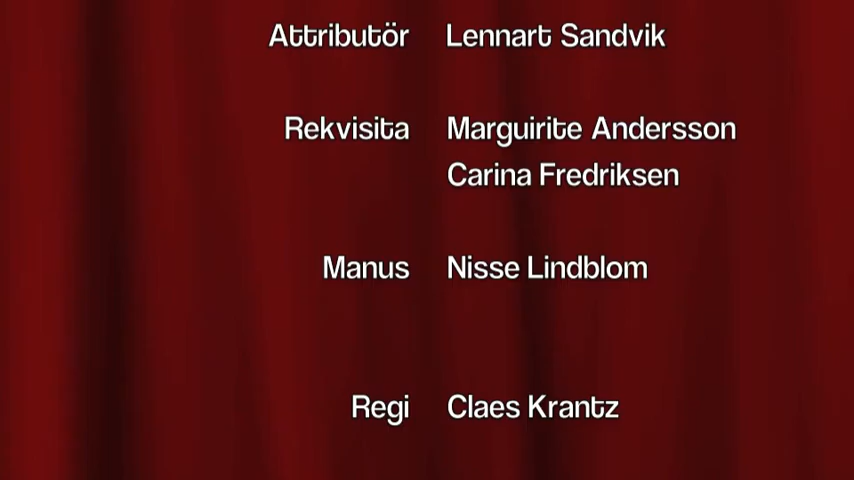 Attributör Lennart Sandvik
Rekvisita Marguirite Andersson
Carina Fredriksen
Manus Nisse Lindblom
Regi Claes Krantz